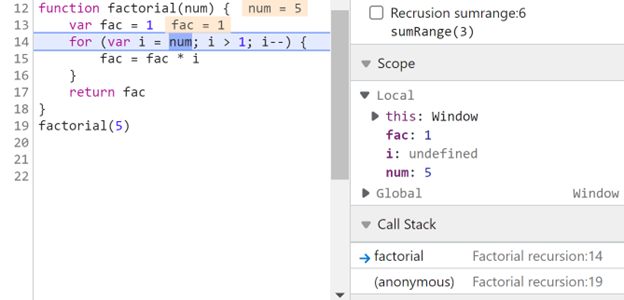 12 function factorial(num) { num = 5
13 var fac = 1 fac = 1
14 for (var i = num; i > 1; i--) {
15 fac = fac * i
16 }
17 return fac
18 }
19 factorial(5)
20
21
22
Recrusion sumrange:6
sumRange(3)
Scope
Local
this: Window
fac: 1
i: undefined
num: 5
Global Window
Call Stack
factorial Factorial recursion:14
(anonymous) Factorial recursion:19